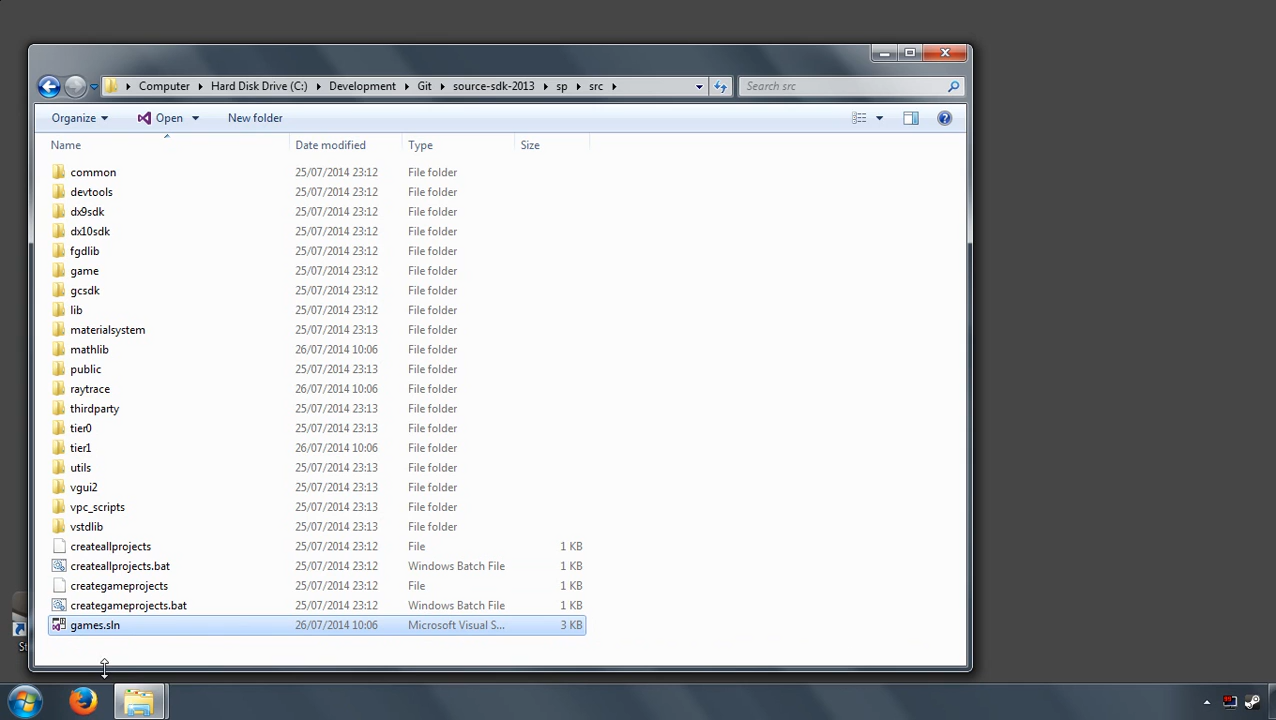 Computer Hard Disk Drive (C:) Development Git source-sdk-2013 sp src Search src
Organize Open New folder
Name Date modified Type Size
common 25/07/2014 23:12 File folder
devtools 25/07/2014 23:12 File folder
dx9sdk 25/07/2014 23:12 File folder
dx10sdk 25/07/2014 23:12 File folder
fgdlib 25/07/2014 23:12 File folder
game 25/07/2014 23:12 File folder
gcsdk 25/07/2014 23:12 File folder
lib 25/07/2014 23:12 File folder
materialsystem 25/07/2014 23:13 File folder
mathlib 26/07/2014 10:06 File folder
public 25/07/2014 23:13 File folder
raytrace 26/07/2014 10:06 File folder
thirdparty 25/07/2014 23:13 File folder
tier0 25/07/2014 23:13 File folder
tier1 26/07/2014 10:06 File folder
utils 25/07/2014 23:13 File folder
vgui2 25/07/2014 23:13 File folder
vpc_scripts 25/07/2014 23:13 File folder
vstdlib 25/07/2014 23:13 File folder
createallprojects 25/07/2014 23:12 File 1 KB
createallprojects.bat 25/07/2014 23:12 Windows Batch File 1 KB
creategameprojects 25/07/2014 23:12 File 1 KB
creategameprojects.bat 25/07/2014 23:12 Windows Batch File 1 KB
games.sln 26/07/2014 10:06 Microsoft Visual S... 3 KB